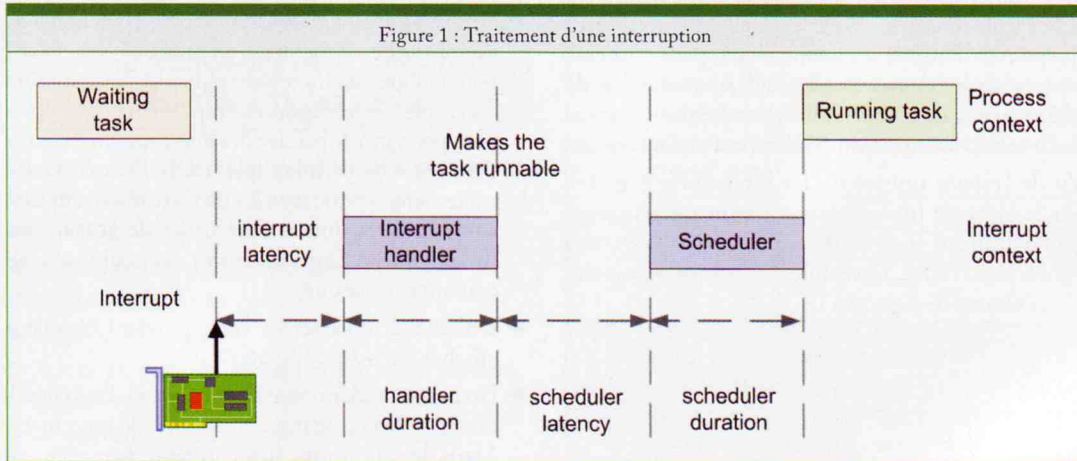 Figure 1 : Traitement d'une interruption
Waiting
task
Running task
Process
context
Makes the
task runnable
interrupt
latency
Interrupt
handler
Scheduler
Interrupt
context
Interrupt
handler
duration
scheduler
latency
scheduler
duration